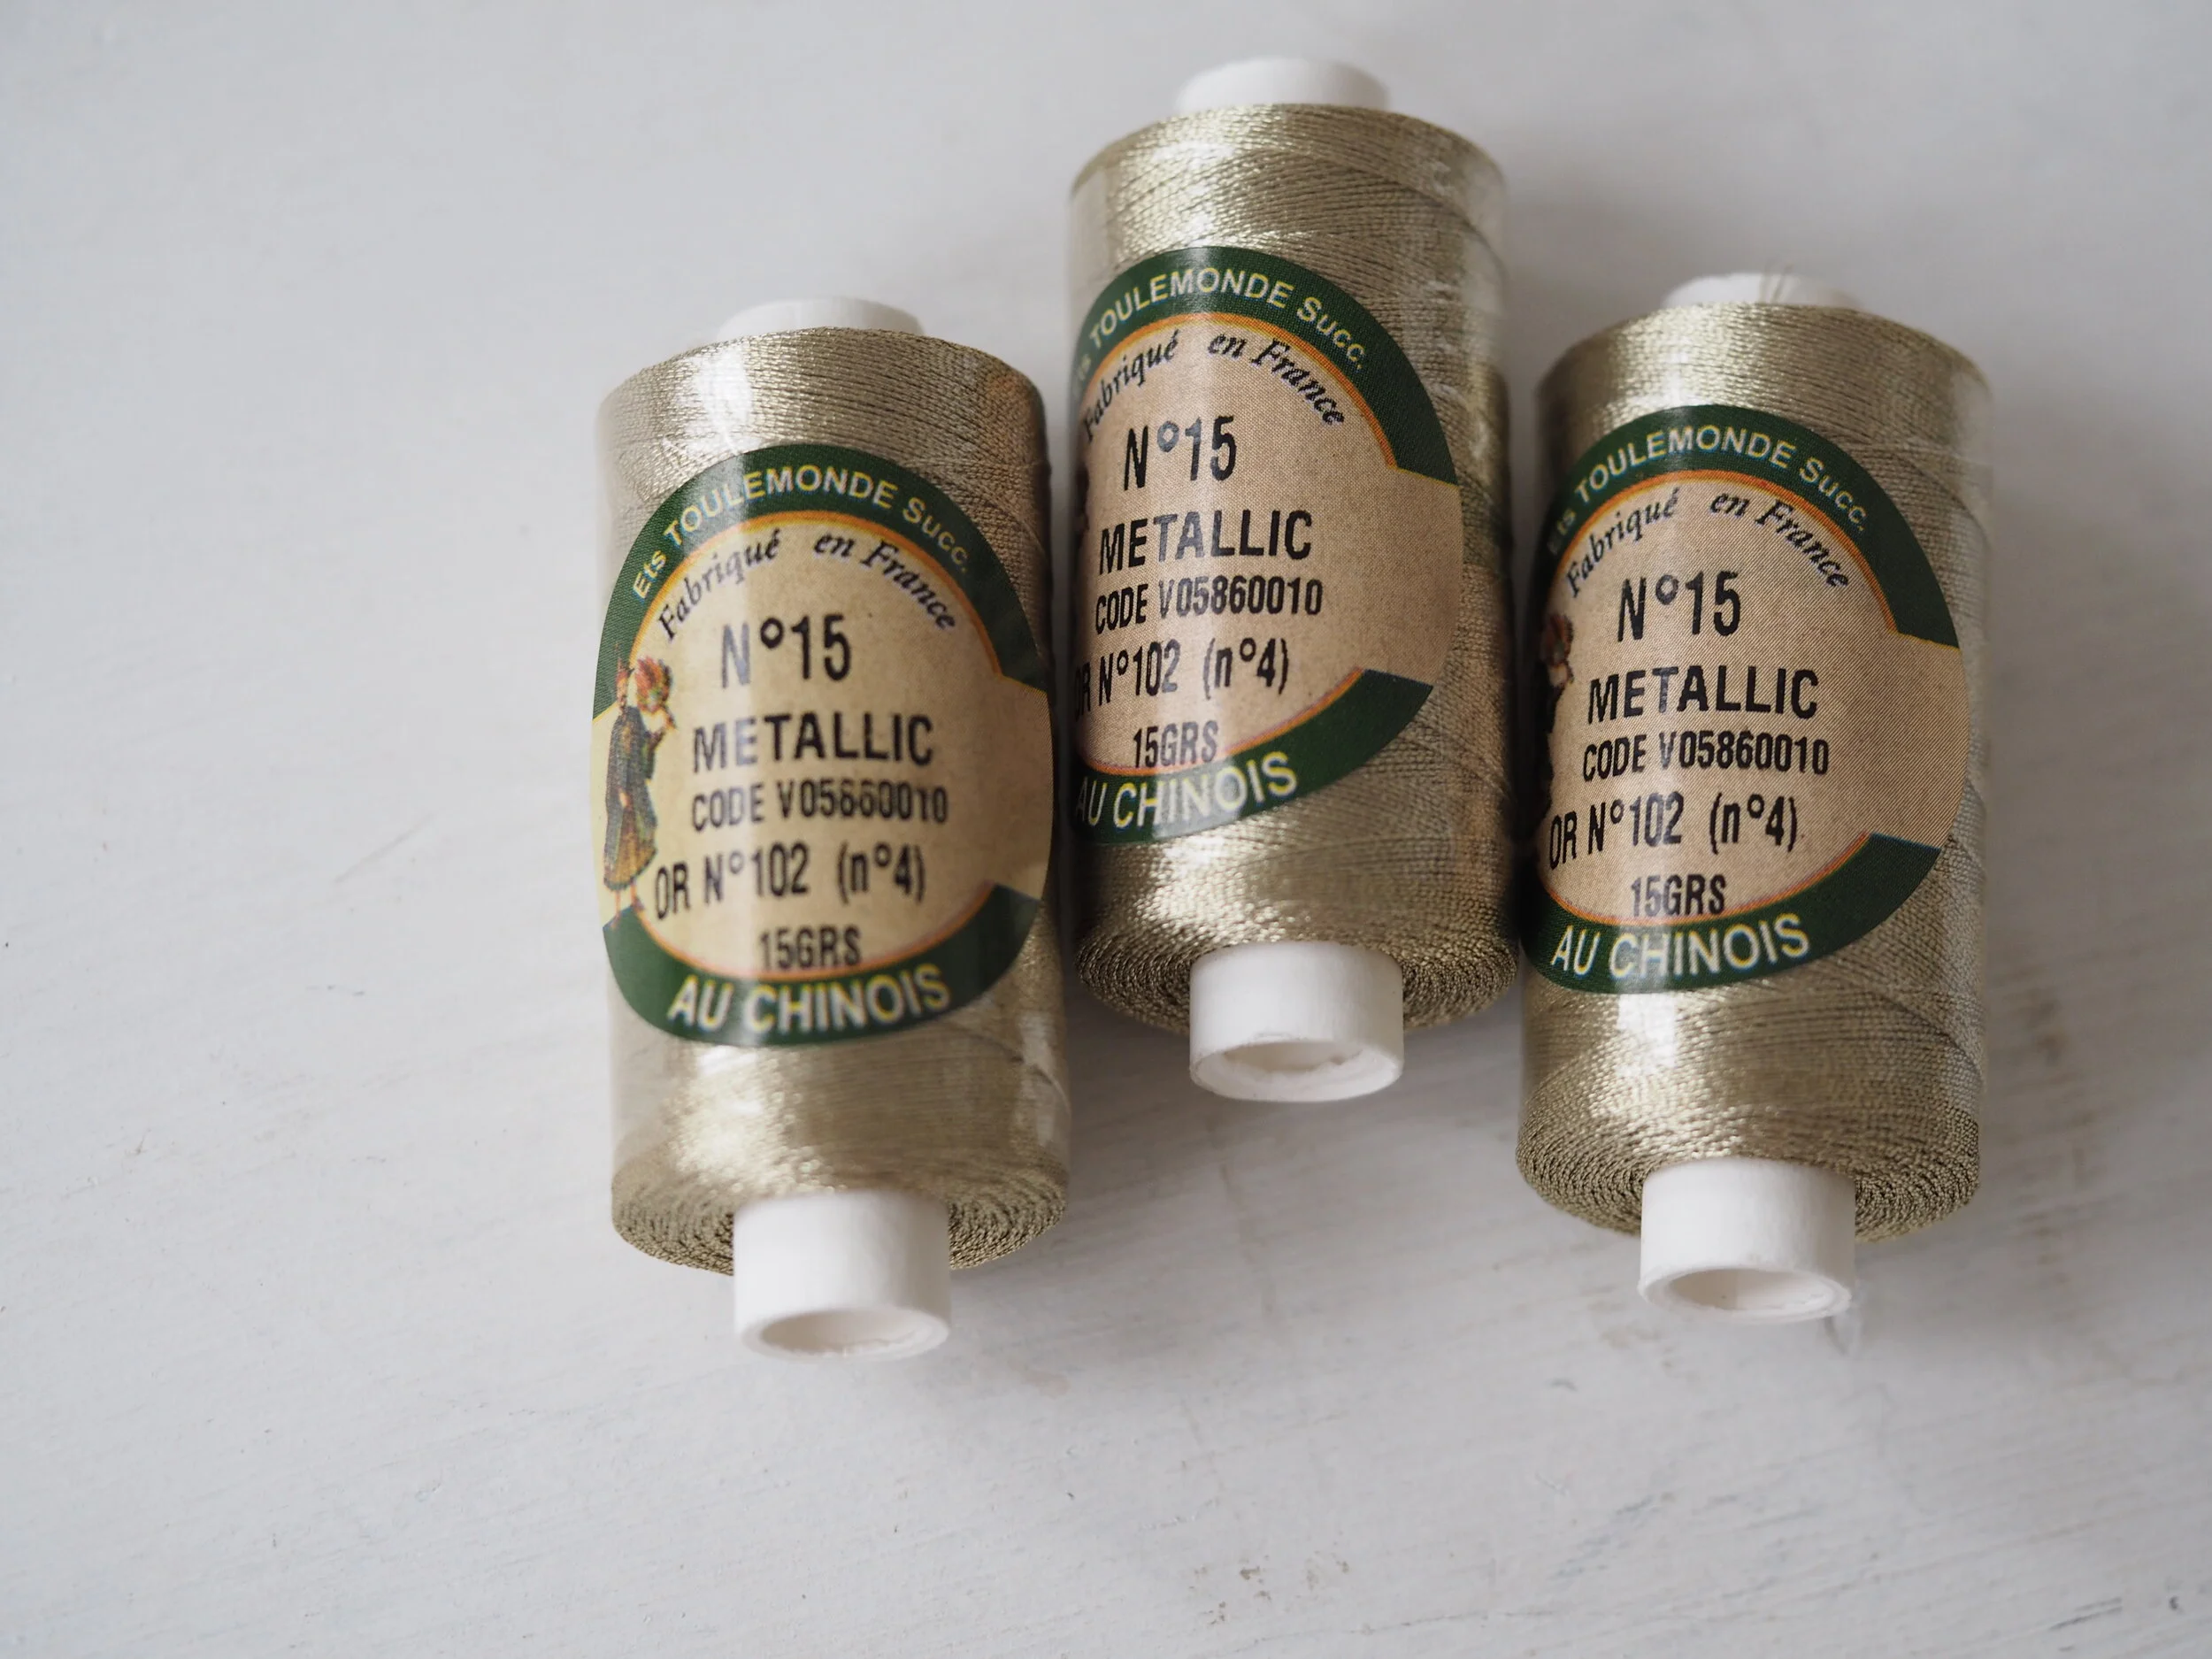 Ets TOULEMONDE Succ.
Fabriqué en France
N°15
METALLIC
CODE V05860010
OR N°102 (n°4)
15GRS
AU CHINOIS
Ets TOULEMONDE Succ.
Fabriqué en France
N°15
METALLIC
CODE V05860010
OR N°102 (n°4)
15GRS
AU CHINOIS
Ets TOULEMONDE Succ.
Fabriqué en France
N°15
METALLIC
CODE V05860010
OR N°102 (n°4)
15GRS
AU CHINOIS